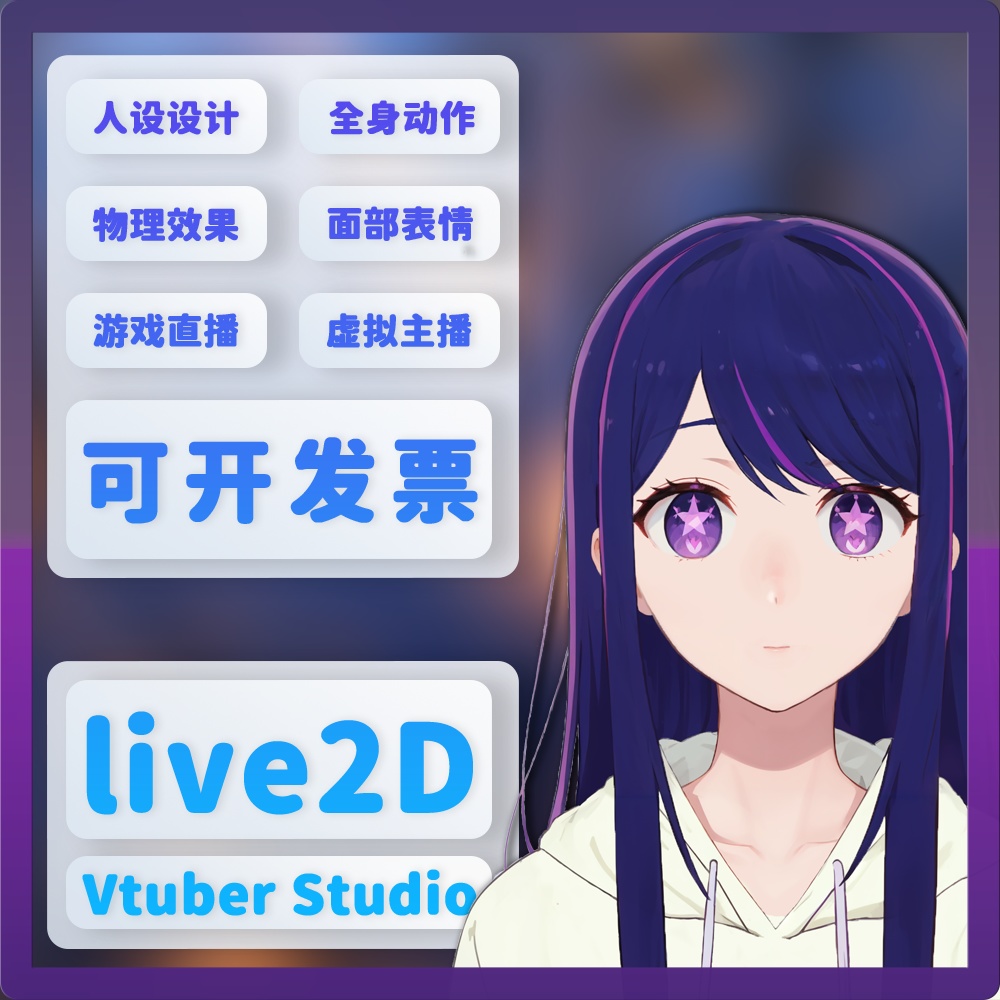 人设设计 全身动作
物理效果 面部表情
游戏直播 虚拟主播
可开发票
live2D
Vtuber Studio